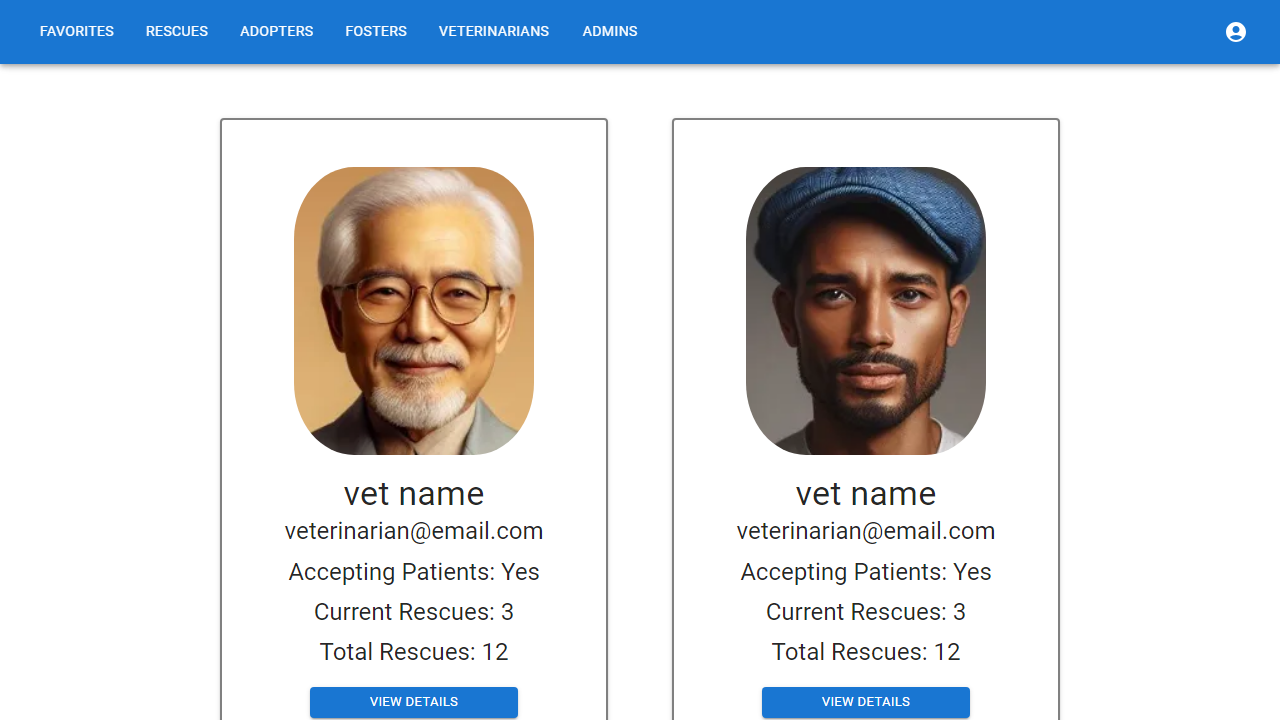 FAVORITES RESCUES ADOPTERS FOSTERS VETERINARIANS ADMINS
vet name
veterinarian@email.com
Accepting Patients: Yes
Current Rescues: 3
Total Rescues: 12
VIEW DETAILS
vet name
veterinarian@email.com
Accepting Patients: Yes
Current Rescues: 3
Total Rescues: 12
VIEW DETAILS